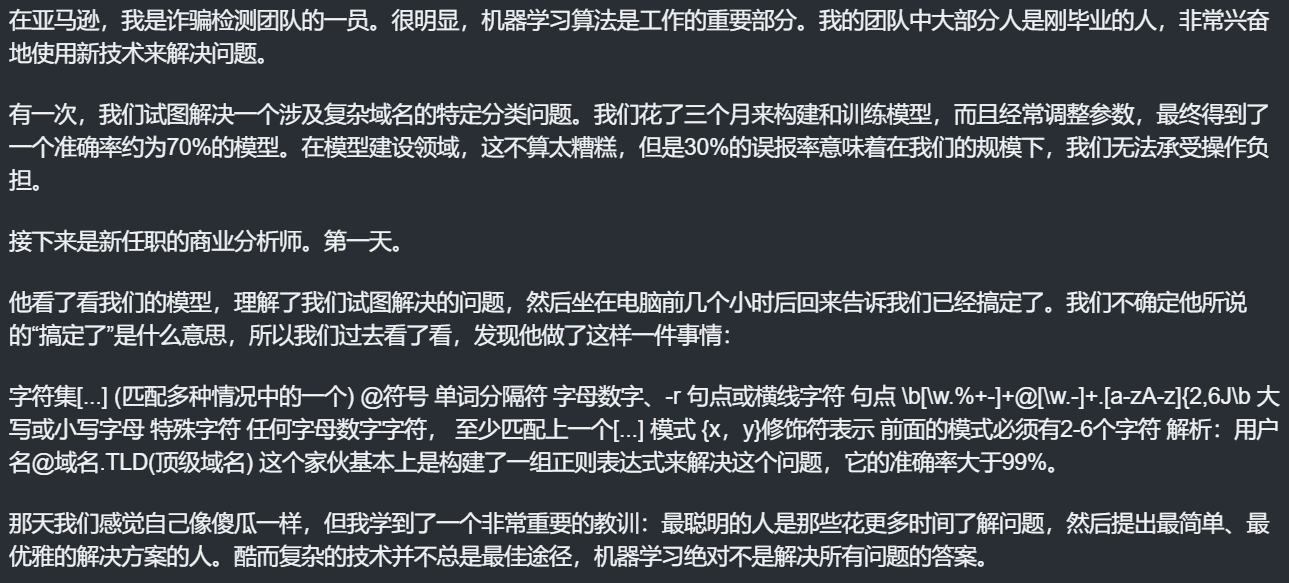 在亚马逊，我是诈骗检测团队的一员。很明显，机器学习算法是工作的重要部分。我的团队中大部分人是刚毕业的人，非常兴奋
地使用新技术来解决问题。
有一次，我们试图解决一个涉及复杂域名的特定分类问题。我们花了三个月来构建和训练模型，而且经常调整参数，最终得到了
一个准确率约为70%的模型。在模型建设领域，这不算太糟糕，但是30%的误报率意味着在我们的规模下，我们无法承受操作负
担。
接下来是新任职的商业分析师。第一天。
他看了看我们的模型，理解了我们试图解决的问题，然后坐在电脑前几个小时后回来告诉我们已经搞定了。我们不确定他所说
的“搞定了”是什么意思，所以我们过去看了看，发现他做了这样一件事情：
字符集[...] (匹配多种情况中的一个) @符号 单词分隔符 字母数字、-r 句点或横线字符 句点 \b[\w.%+-]+@[\w.-]+.[a-zA-z]{2,6J\b 大
写或小写字母 特殊字符 任何字母数字字符， 至少匹配上一个[...] 模式 {x，y}修饰符表示 前面的模式必须有2-6个字符 解析：用户
名@域名.TLD(顶级域名) 这个家伙基本上是构建了一组正则表达式来解决这个问题，它的准确率大于99%。
那天我们感觉自己像傻瓜一样，但我学到了一个非常重要的教训：最聪明的人是那些花更多时间了解问题，然后提出最简单、最
优雅的解决方案的人。酷而复杂的技术并不总是最佳途径，机器学习绝对不是解决所有问题的答案。